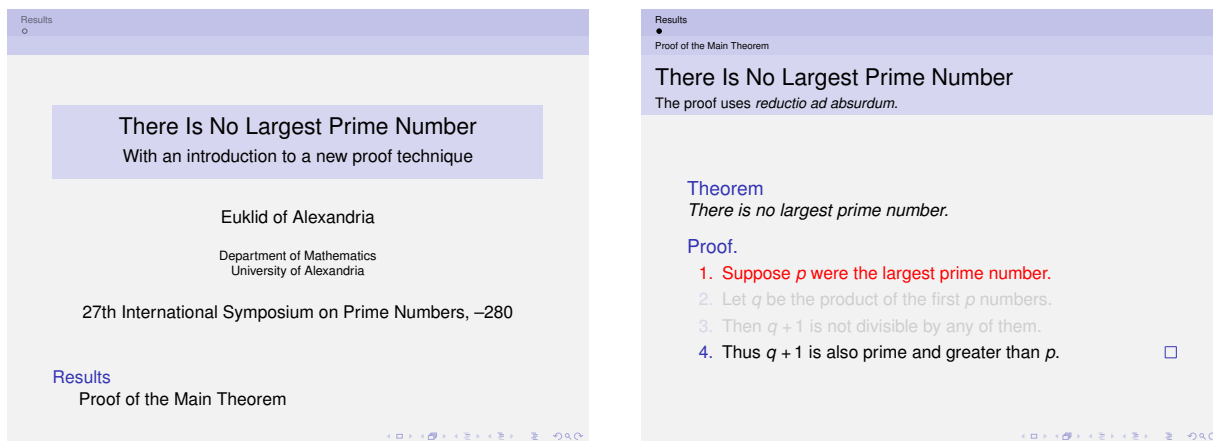 Results
There Is No Largest Prime Number
With an introduction to a new proof technique
Euklid of Alexandria
Department of Mathematics
University of Alexandria
27th International Symposium on Prime Numbers, –280
Results
Proof of the Main Theorem
Results
Proof of the Main Theorem
There Is No Largest Prime Number
The proof uses reductio ad absurdum.
Theorem
There is no largest prime number.
Proof.
1. Suppose p were the largest prime number.
2. Let q be the product of the first p numbers.
3. Then q + 1 is not divisible by any of them.
4. Thus q + 1 is also prime and greater than p.